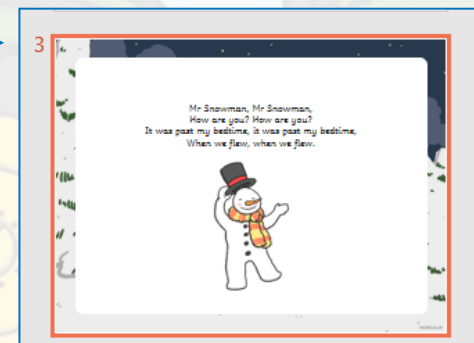 3
Mr Snowman, Mr Snowman,
How are you? How are you?
It was past my bedtime, it was past my bedtime,
When we flew, when we flew.